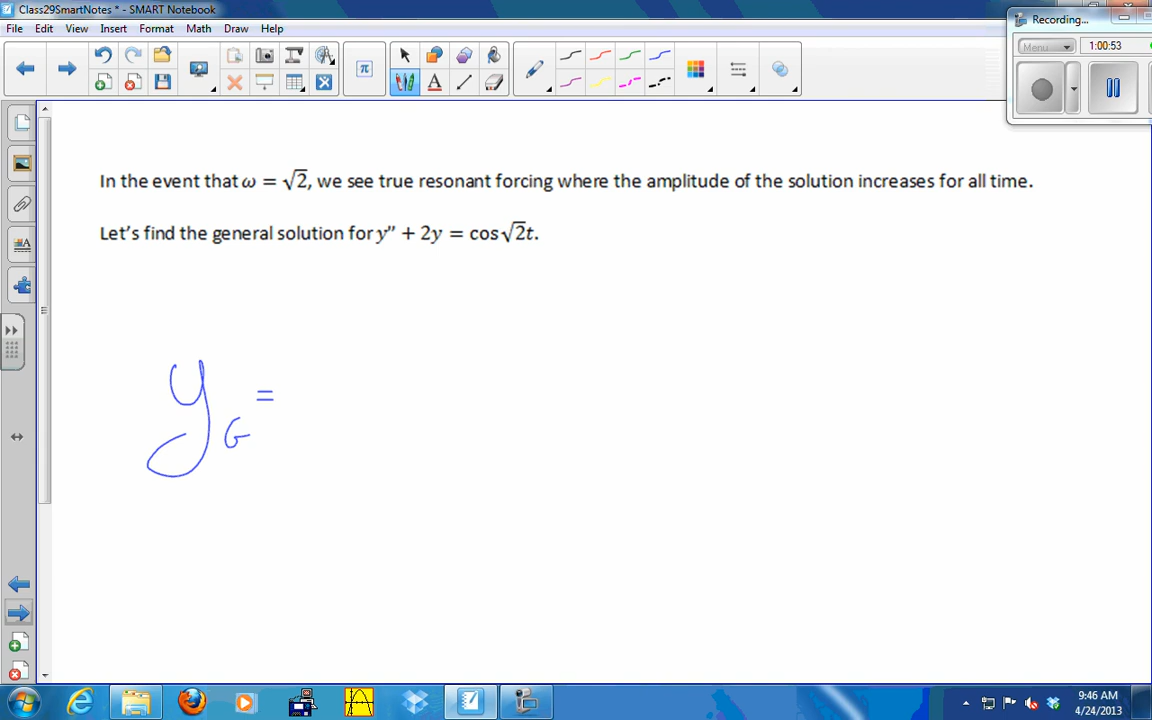 Class29SmartNotes * - SMART Notebook
Recording...
File Edit View Insert Format Math Draw Help
Menu
1:00:53
π
A
In the event that ω = √2, we see true resonant forcing where the amplitude of the solution increases for all time.
Let's find the general solution for y″ + 2y = cos√2t.
y_G =
9:46 AM
4/24/2013